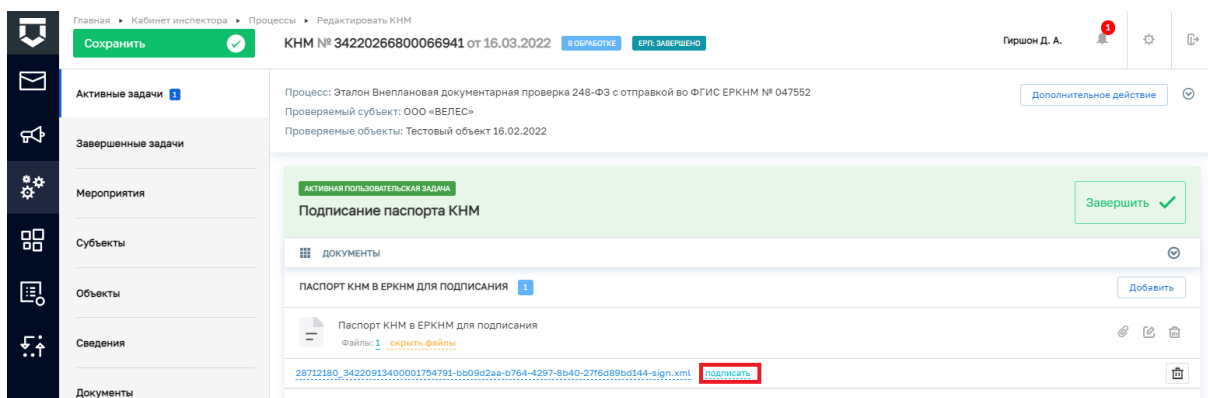 Главная ▸ Кабинет инспектора ▸ Процессы ▸ Редактировать КНМ
Сохранить
КНМ № 34220266800066941 от 16.03.2022 В ОБРАБОТКЕ ЕРП: ЗАВЕРШЕНО
Гиршон Д. А.
1
Активные задачи 1
Завершенные задачи
Мероприятия
Субъекты
Объекты
Сведения
Документы
Процесс: Эталон Внеплановая документарная проверка 248-ФЗ с отправкой во ФГИС ЕРКНМ № 047552
Проверяемый субъект: ООО «ВЕЛЕС»
Проверяемые объекты: Тестовый объект 16.02.2022
Дополнительное действие
АКТИВНАЯ ПОЛЬЗОВАТЕЛЬСКАЯ ЗАДАЧА
Подписание паспорта КНМ
Завершить
ДОКУМЕНТЫ
ПАСПОРТ КНМ В ЕРКНМ ДЛЯ ПОДПИСАНИЯ 1
Добавить
Паспорт КНМ в ЕРКНМ для подписания
Файлы: 1 скрыть файлы
28712180_34220913400001754791-bb09d2aa-b764-4297-8b40-27f6d89bd144-sign.xml подписать